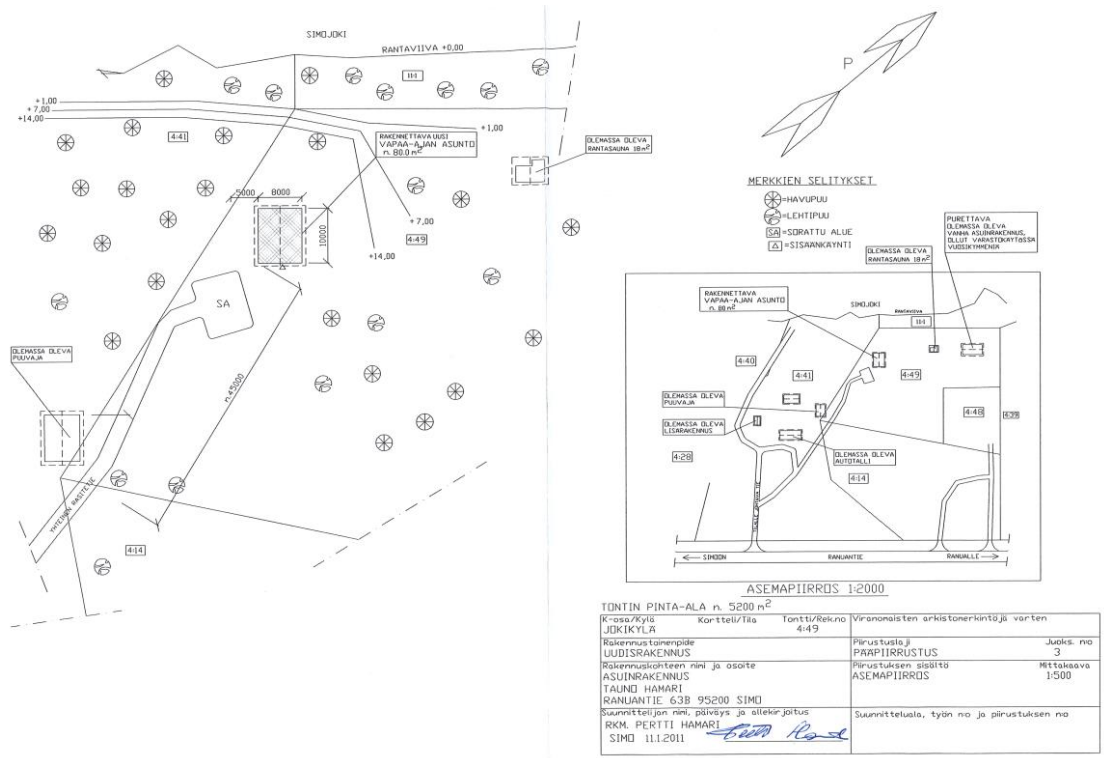 SIMOJOKI
RANTAVIIVA +0,00
11:1
+1,00
+7,00
+14,00
4:41
+1,00
RAKENNETTAVA UUSI
VAPAA-AJAN ASUNTO
n. 80.0 m²
OLEMASSA OLEVA
RANTASAUNA 18m²
5000
8000
10000
+7,00
4:49
+14,00
SA
OLEMASSA OLEVA
PUUVAJA
n.45000
YHTEINEN RASITETIE
4:14
P
MERKKIEN SELITYKSET
=HAVUPUU
=LEHTIPUU
SA =SORATTU ALUE
=SISÄÄNKÄYNTI
PURETTAVA
OLEMASSA OLEVA
VANHA ASUINRAKENNUS,
OLLUT VARASTOKÄYTÖSSÄ
VUOSIKYMMENIÄ
OLEMASSA OLEVA
RANTASAUNA 18m²
RAKENNETTAVA
VAPAA-AJAN ASUNTO
n. 80m²
SIMOJOKI
RANTAVIIVA
11:1
4:40
4:41
4:49
OLEMASSA OLEVA
PUUVAJA
4:48
4:29
OLEMASSA OLEVA
LISÄRAKENNUS
4:28
OLEMASSA OLEVA
AUTOTALLI
4:14
SIMOON
RANUANTIE
RANUALLE
ASEMAPIIRROS 1:2000
TONTIN PINTA-ALA n. 5200 m²
K-osa/Kylä Kortteli/Tila Tontti/Rek.no Viranomaisten arkistomerkintöjä varten
JOKIKYLÄ 4:49
Rakennustoimenpide Piirustuslaji Juoks. no
UUDISRAKENNUS PÄÄPIIRRUSTUS 3
Rakennuskohteen nimi ja osoite Piirustuksen sisältö Mittakaava
ASUINRAKENNUS ASEMAPIIRROS 1:500
TAUNO HAMARI
RANUANTIE 63B 95200 SIMO
Suunnittelijan nimi, päiväys ja allekirjoitus Suunnitteluala, työn no ja piirustuksen no
RKM. PERTTI HAMARI
SIMO 11.1.2011